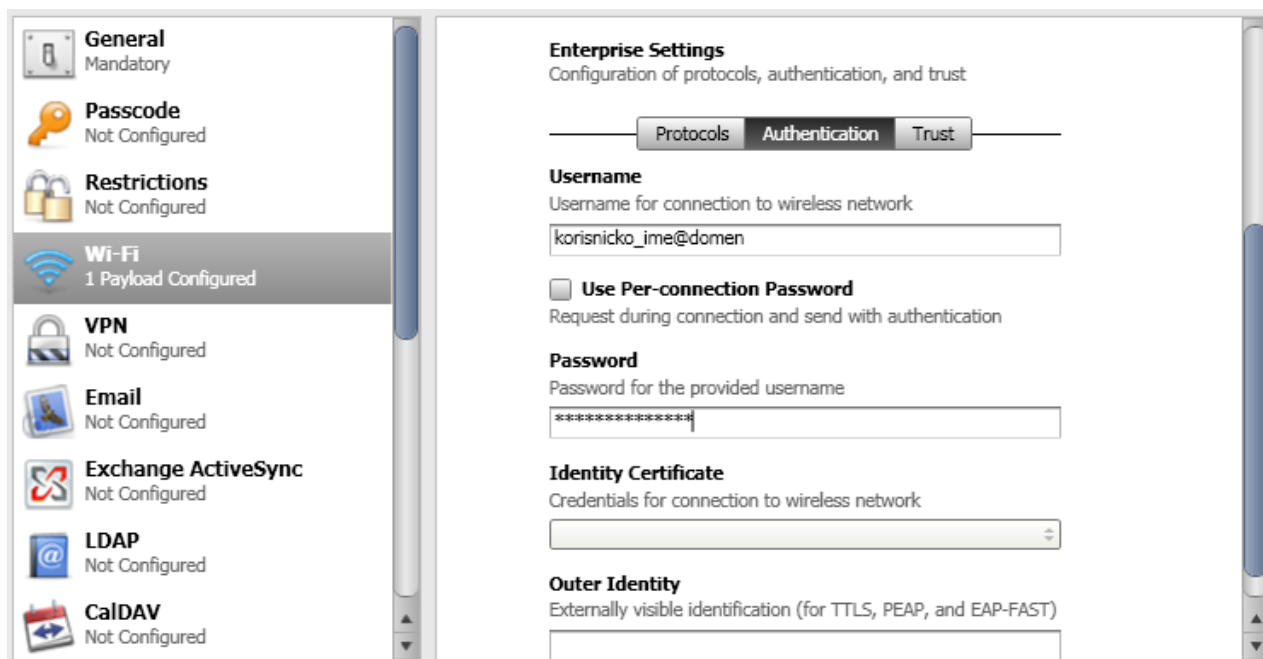 General
Mandatory
Passcode
Not Configured
Restrictions
Not Configured
Wi-Fi
1 Payload Configured
VPN
Not Configured
Email
Not Configured
Exchange ActiveSync
Not Configured
LDAP
Not Configured
CalDAV
Not Configured
Enterprise Settings
Configuration of protocols, authentication, and trust
Protocols Authentication Trust
Username
Username for connection to wireless network
korisnicko_ime@domen
Use Per-connection Password
Request during connection and send with authentication
Password
Password for the provided username
**************
Identity Certificate
Credentials for connection to wireless network
Outer Identity
Externally visible identification (for TTLS, PEAP, and EAP-FAST)